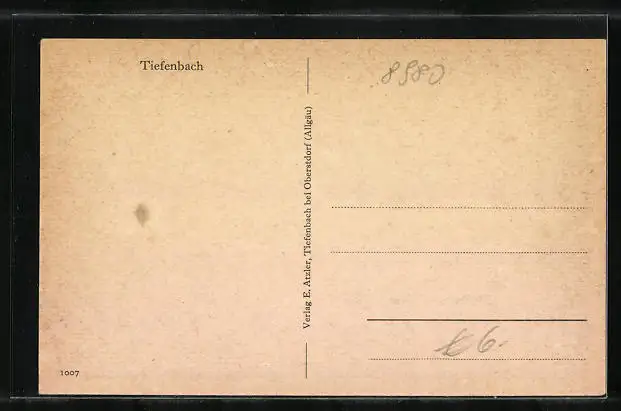 Tiefenbach
8980
Verlag E. Atzler, Tiefenbach bei Oberstdorf (Allgäu)
6.
1007